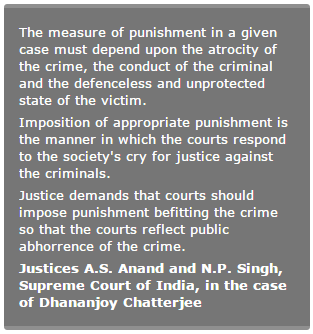 The measure of punishment in a given
case must depend upon the atrocity of
the crime, the conduct of the criminal
and the defenceless and unprotected
state of the victim.
Imposition of appropriate punishment is
the manner in which the courts respond
to the society's cry for justice against
the criminals.
Justice demands that courts should
impose punishment befitting the crime
so that the courts reflect public
abhorrence of the crime.
Justices A.S. Anand and N.P. Singh,
Supreme Court of India, in the case
of Dhananjoy Chatterjee